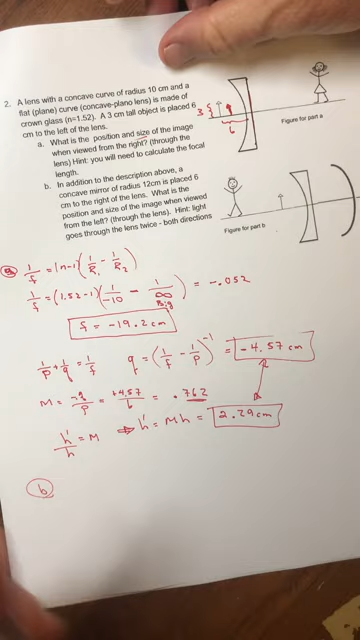 2. A lens with a concave curve of radius 10 cm and a
flat (plane) curve (concave-plano lens) is made of
crown glass (n=1.52). A 3 cm tall object is placed 6
cm to the left of the lens.
a. What is the position and size of the image
when viewed from the right? (through the
lens) Hint: you will need to calculate the focal
length.
b. In addition to the description above, a
concave mirror of radius 12cm is placed 6
cm to the right of the lens. What is the
position and size of the image when viewed
from the left? (through the lens). Hint: light
goes through the lens twice - both directions
3
6
Figure for part a
Figure for part b
a) 1/f = (n-1)(1/R₁ - 1/R₂)
1/f = (1.52-1)(1/-10 - 1/∞) = -.052
Big
f = -19.2 cm
1/p + 1/q = 1/f q = (1/f - 1/p)⁻¹ = -4.57 cm
M = -q/p = +4.57/6 = .762
h'/h = M ⇒ h' = Mh = 2.29cm
b